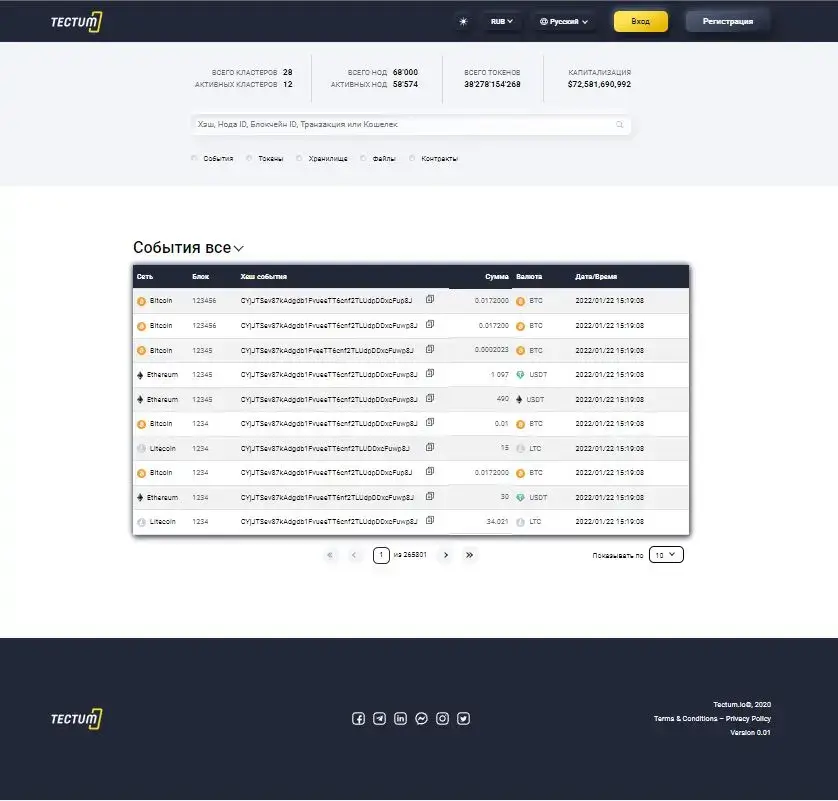 TECTUM RUB Русский Вход Регистрация
ВСЕГО КЛАСТЕРОВ 28 ВСЕГО НОД 68'000 ВСЕГО ТОКЕНОВ КАПИТАЛИЗАЦИЯ
АКТИВНЫХ КЛАСТЕРОВ 12 АКТИВНЫХ НОД 58'574 38'278'154'268 $72,581,690,992
Хэш, Нода ID, Блокчейн ID, Транзакция или Кошелек
События Токены Хранилище Файлы Контракты
События все
Сеть Блок Хеш события Сумма Валюта Дата/Время
Bitcoin 123456 CYjJTSev87kAdgdb1FvueeTT6cnf2TLUdpDDxcFup8J 0.0172000 BTC 2022/01/22 15:19:08
Bitcoin 123456 CYjJTSev87kAdgdb1FvueeTT6cnf2TLUdpDDxcFuwp8J 0.017200 BTC 2022/01/22 15:19:08
Bitcoin 12345 CYjJTSev87kAdgdb1FveeTT6cnf2TLUdpDDxcFuwp8J 0.0002023 BTC 2022/01/22 15:19:08
Ethereum 12345 CYjJTSev87kAdgdb1FvueeTT6cnf2TLUdpDDxcFuwp8J 1 097 USDT 2022/01/22 15:19:08
Ethereum 12345 CYjJTSev87kAdgdb1FvueeTT6cnf2TLUdpDDxcFuwp8J 490 USDT 2022/01/22 15:19:08
Bitcoin 1234 CYjJTSev87kAdgdb1FvueeTT6cnf2TLUdpDDxcFuwp8J 0.01 BTC 2022/01/22 15:19:08
Litecoin 1234 CYjJTSev87kAdgdb1FvueeTT6cnf2TLUDDxcFuwp8J 15 LTC 2022/01/22 15:19:08
Bitcoin 1234 CYjJTSev87kAdgdb1FvueeTT6cnf2TLUdpDDxcFup8J 0.0172000 BTC 2022/01/22 15:19:08
Ethereum 1234 CYjJTSev87kAdgdb1FvueTT6nf2TLUdpDDxcFuwp8J 30 USDT 2022/01/22 15:19:08
Litecoin 1234 CYjJTSev87kAdgdb1FvueeTT6cnf2TLUdpDDxcFuwp8J 34.021 LTC 2022/01/22 15:19:08
« ‹ 1 из 265801 › » Показывать по 10
TECTUM
Tectum.io©, 2020
Terms & Conditions – Privacy Policy
Version 0.01